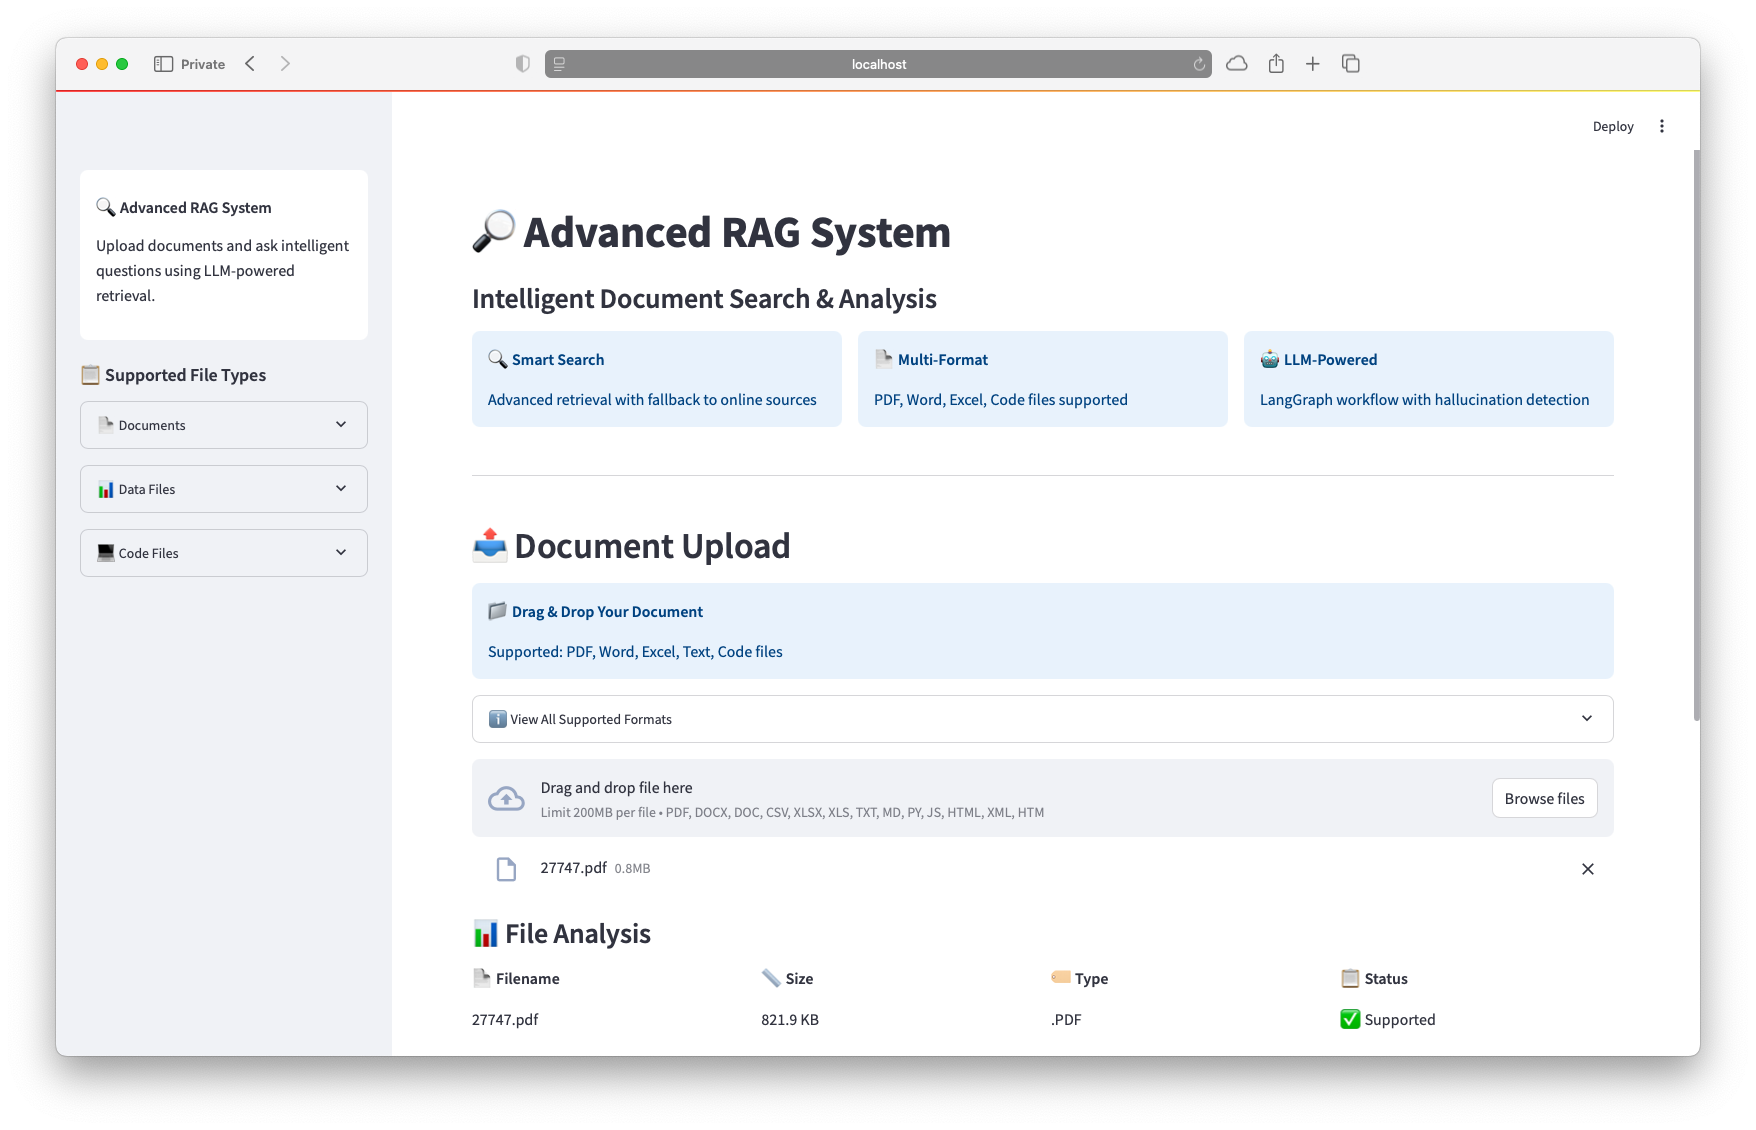 Private
localhost
Deploy
Advanced RAG System
Upload documents and ask intelligent
questions using LLM-powered
retrieval.
Supported File Types
Documents
Data Files
Code Files
Advanced RAG System
Intelligent Document Search & Analysis
Smart Search
Advanced retrieval with fallback to online sources
Multi-Format
PDF, Word, Excel, Code files supported
LLM-Powered
LangGraph workflow with hallucination detection
Document Upload
Drag & Drop Your Document
Supported: PDF, Word, Excel, Text, Code files
View All Supported Formats
Drag and drop file here
Limit 200MB per file • PDF, DOCX, DOC, CSV, XLSX, XLS, TXT, MD, PY, JS, HTML, XML, HTM
Browse files
27747.pdf 0.8MB
File Analysis
Filename Size Type Status
27747.pdf 821.9 KB .PDF Supported